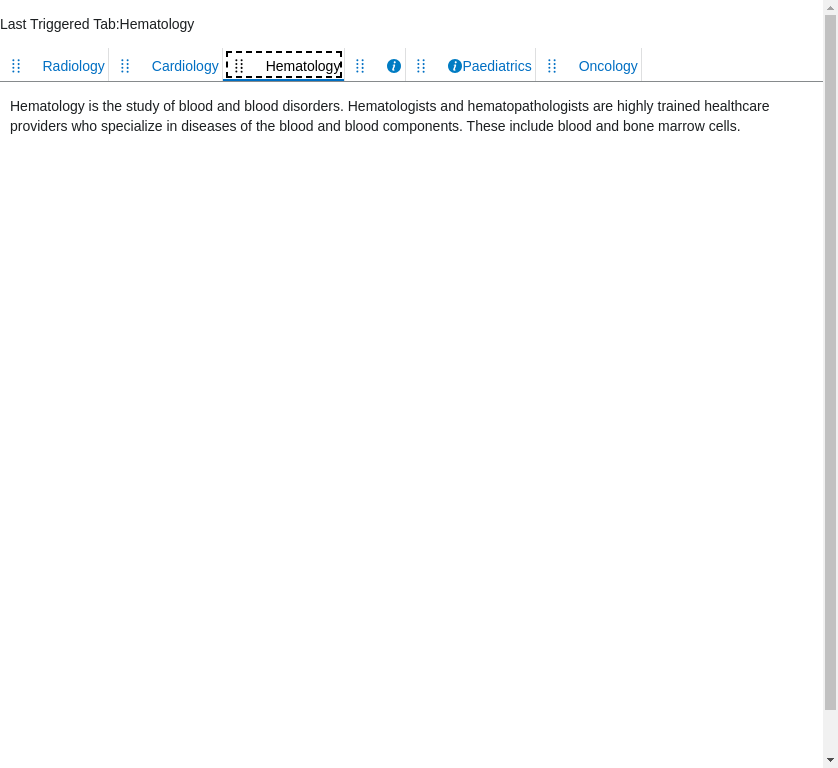 Last Triggered Tab:Hematology
Radiology Cardiology Hematology Paediatrics Oncology
Hematology is the study of blood and blood disorders. Hematologists and hematopathologists are highly trained healthcare
providers who specialize in diseases of the blood and blood components. These include blood and bone marrow cells.